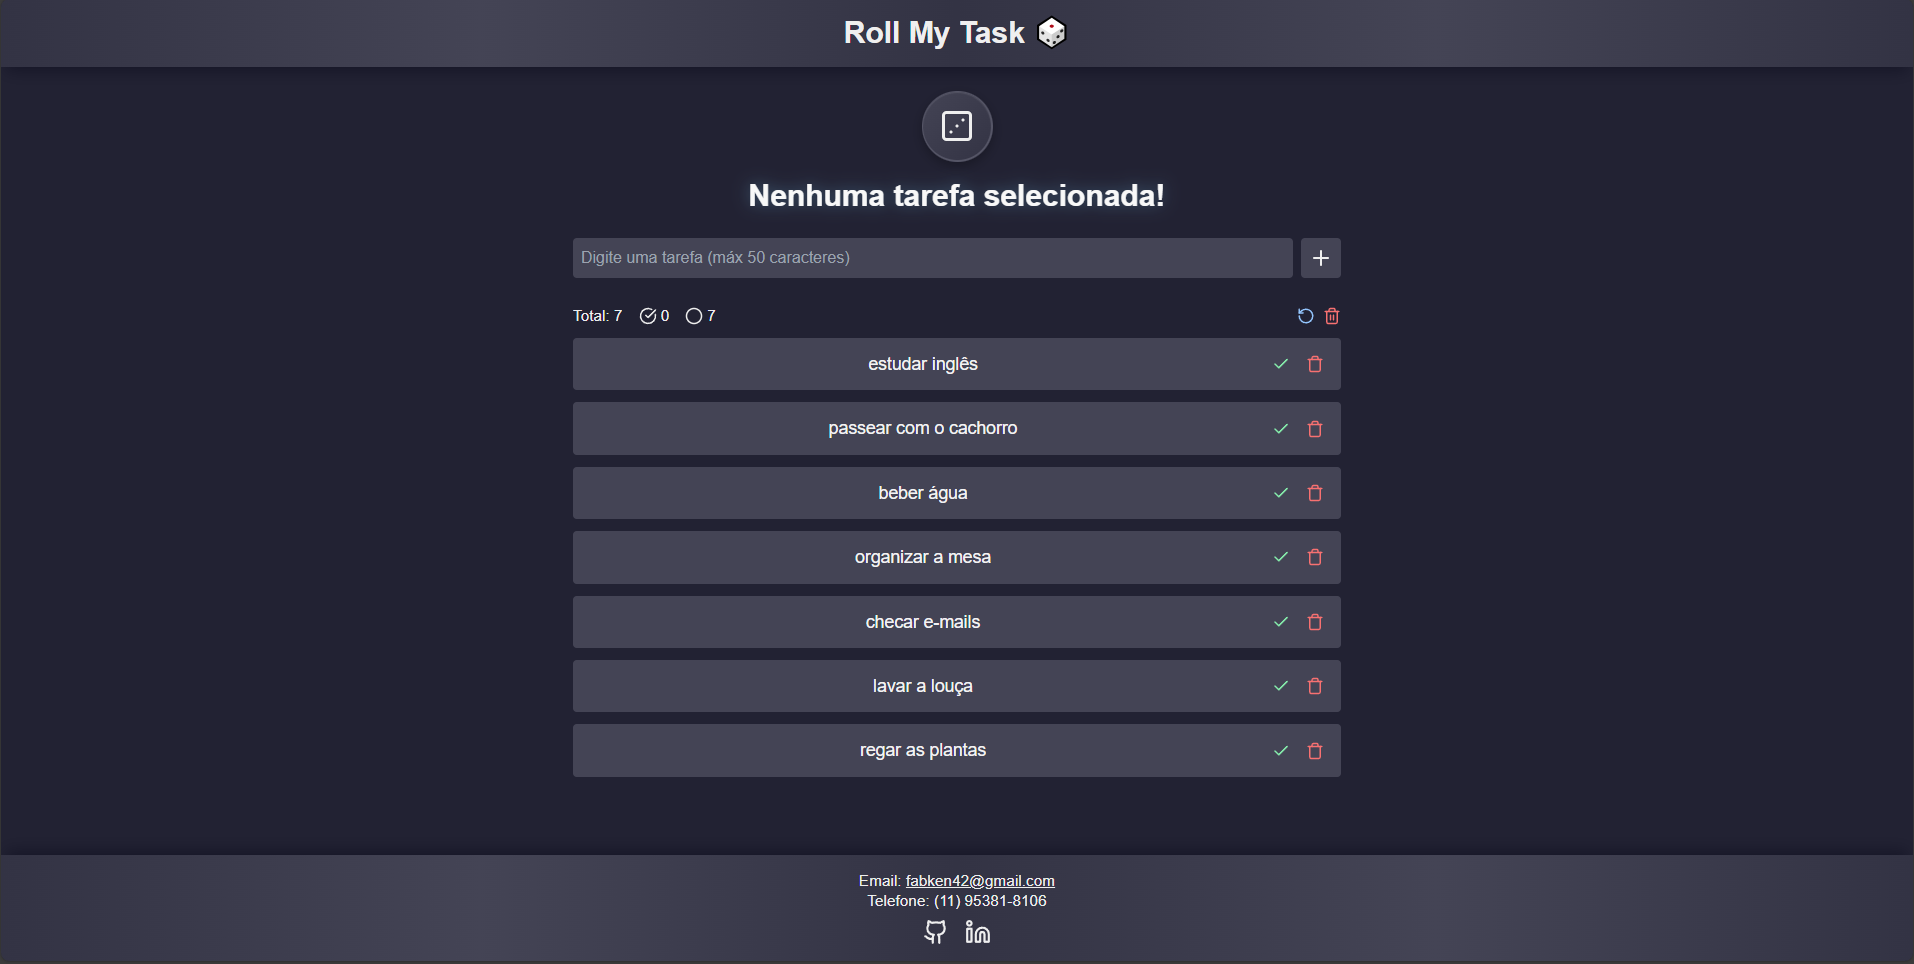 Roll My Task
Nenhuma tarefa selecionada!
Digite uma tarefa (máx 50 caracteres)
Total: 7 0 7
estudar inglês
passear com o cachorro
beber água
organizar a mesa
checar e-mails
lavar a louça
regar as plantas
Email: fabken42@gmail.com
Telefone: (11) 95381-8106
in